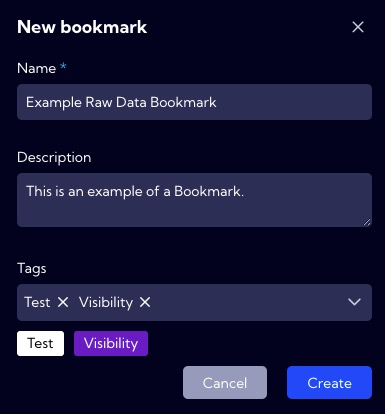 New bookmark
Name *
Example Raw Data Bookmark
Description
This is an example of a Bookmark.
Tags
Test Visibility
Test Visibility
Cancel Create